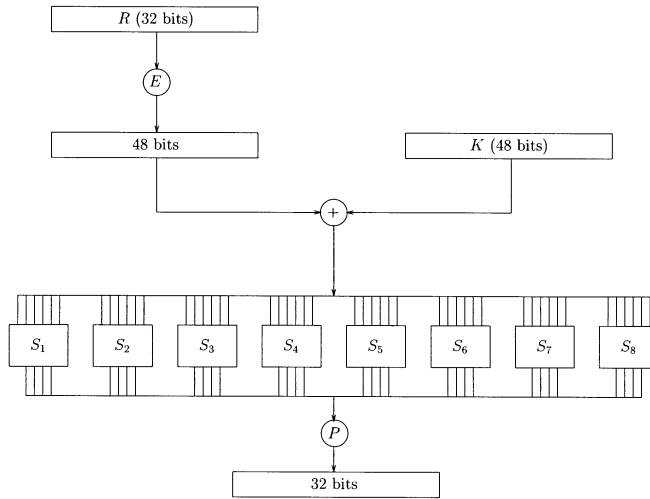 R (32 bits)
E
48 bits
K (48 bits)
+
S₁ S₂ S₃ S₄ S₅ S₆ S₇ S₈
P
32 bits